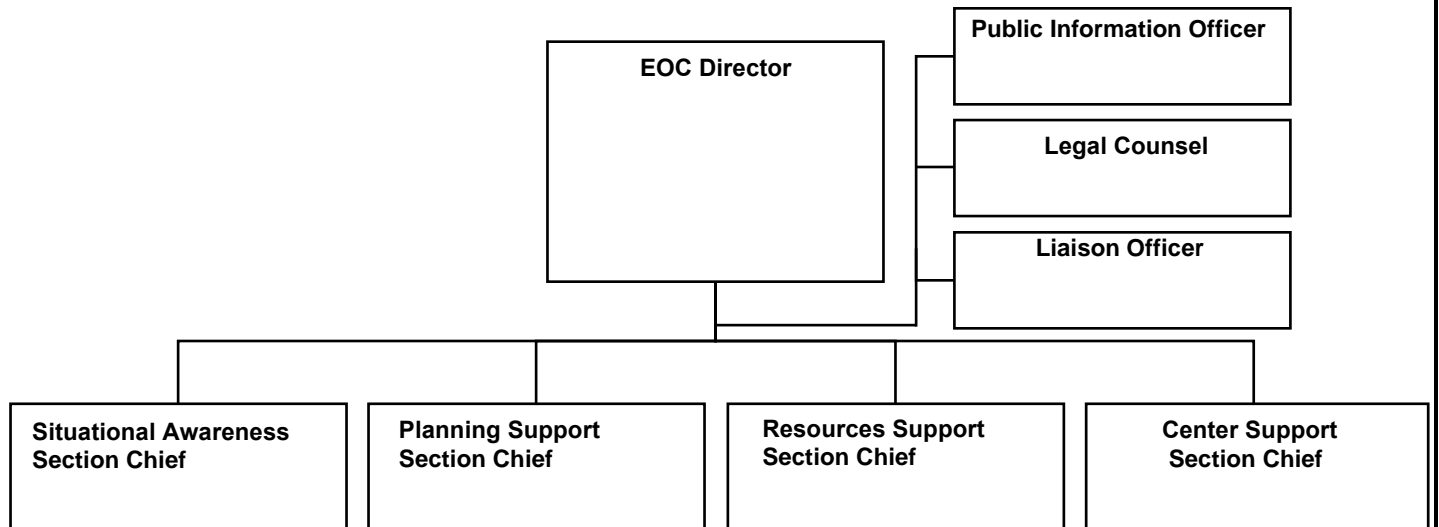 Public Information Officer
EOC Director
Legal Counsel
Liaison Officer
Situational Awareness
Section Chief
Planning Support
Section Chief
Resources Support
Section Chief
Center Support
Section Chief